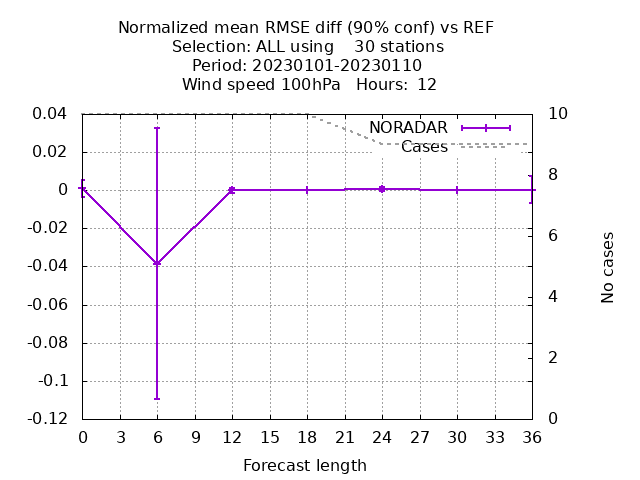 Normalized mean RMSE diff (90% conf) vs REF
Selection: ALL using    30 stations
Period: 20230101-20230110
Wind speed 100hPa   Hours:  12
0.04
0.02
0
-0.02
-0.04
-0.06
-0.08
-0.1
-0.12
NORADAR
Cases
10
8
6
4
2
0
No cases
0 3 6 9 12 15 18 21 24 27 30 33 36
Forecast length